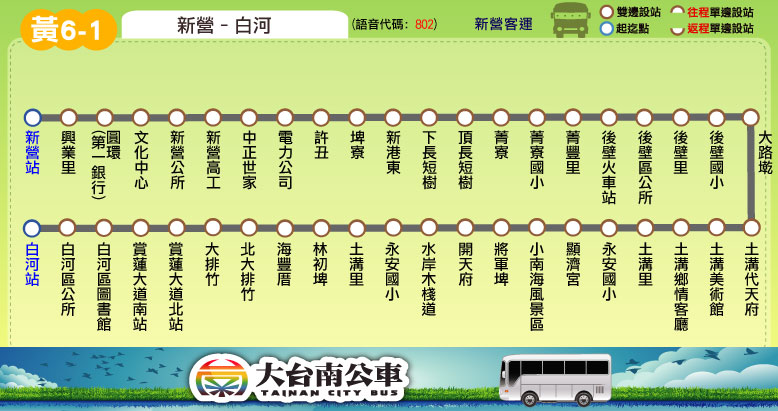 黃6-1
新營 - 白河
(語音代碼: 802)
新營客運
雙邊設站
起迄點
往程單邊設站
返程單邊設站
新營站
興業里
圓環(第一銀行)
文化中心
新營公所
新營高工
中正世家
電力公司
許丑
埤寮
新港東
下長短樹
頂長短樹
菁寮
菁寮國小
菁豐里
後壁火車站
後壁區公所
後壁里
後壁國小
大路墘
白河站
白河區公所
白河區圖書館
賞蓮大道南站
賞蓮大道北站
大排竹
北大排竹
海豐厝
林初埤
土溝里
永安國小
水岸木棧道
開天府
將軍埤
小南海風景區
顯濟宮
永安國小
土溝里
土溝鄉情客廳
土溝美術館
土溝代天府
大台南公車
TAINAN CITY BUS